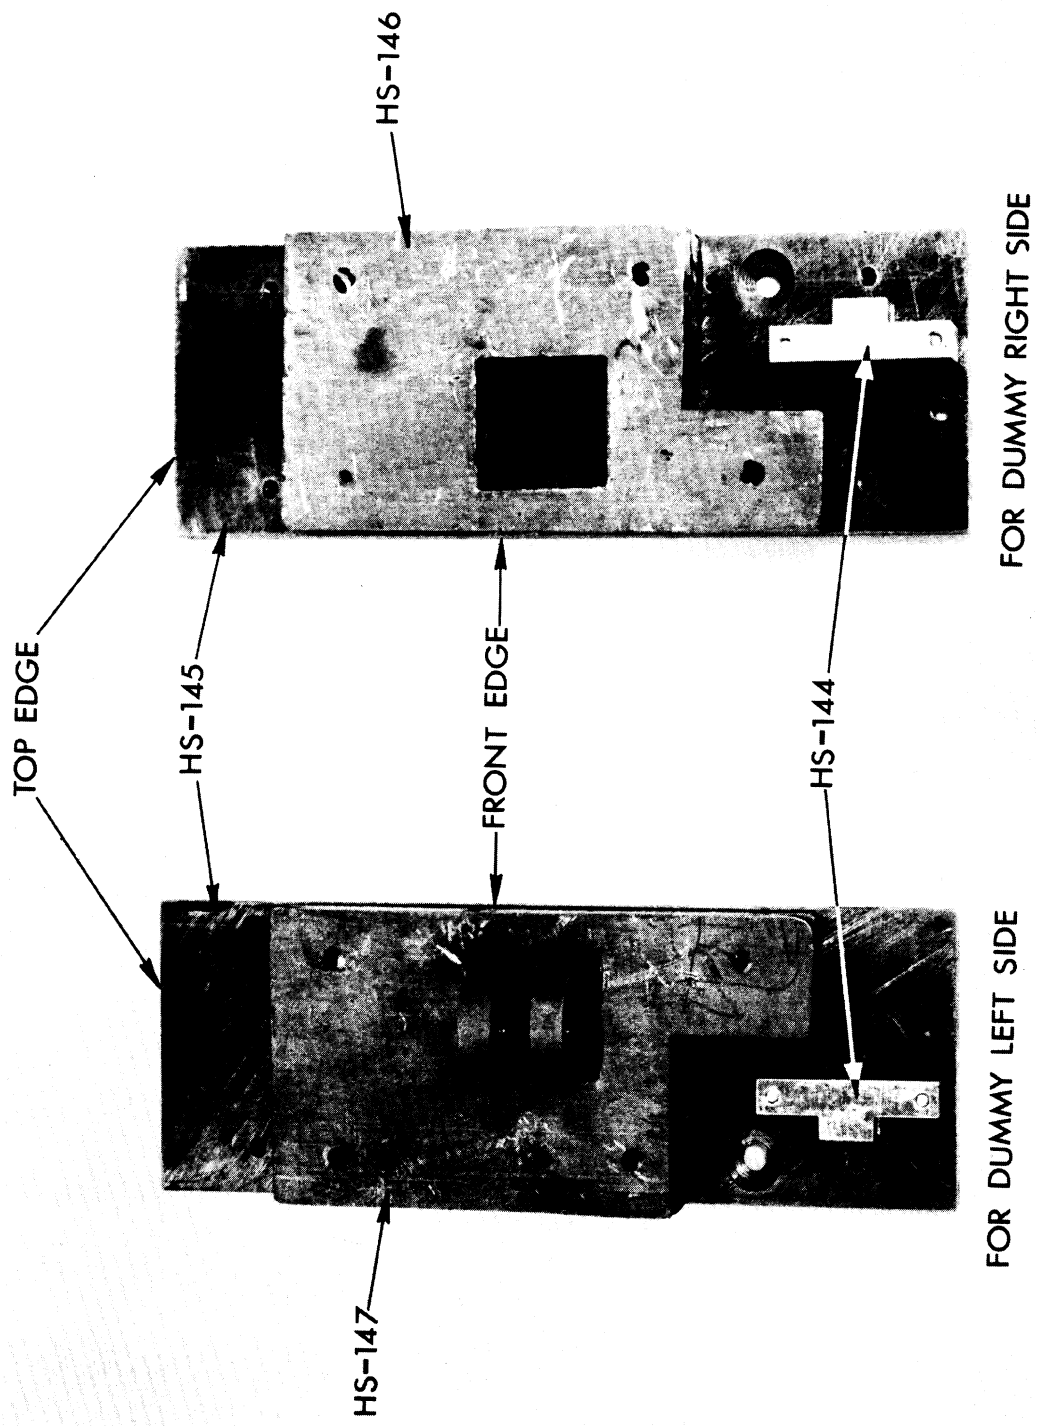 TOP EDGE
HS-145
FRONT EDGE
HS-144
HS-147
HS-146
FOR DUMMY LEFT SIDE
FOR DUMMY RIGHT SIDE